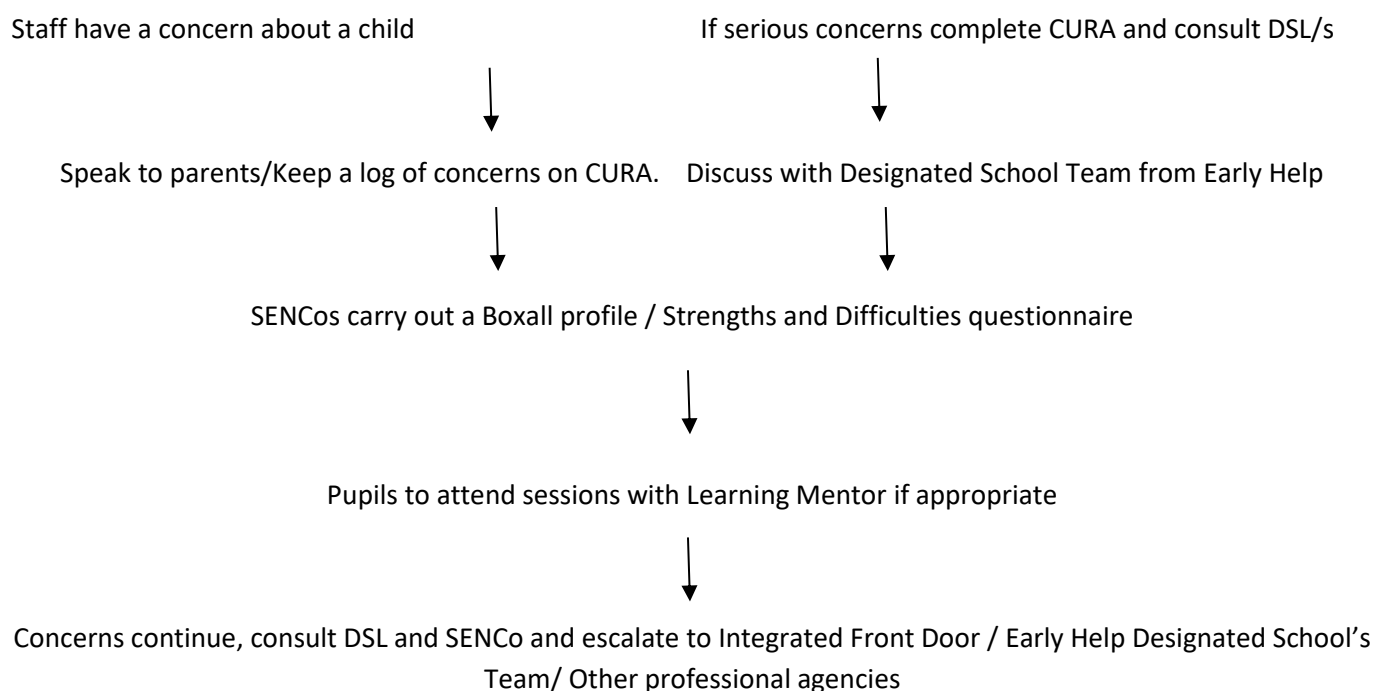 Staff have a concern about a child
If serious concerns complete CURA and consult DSL/s
Speak to parents/Keep a log of concerns on CURA.
Discuss with Designated School Team from Early Help
SENCos carry out a Boxall profile / Strengths and Difficulties questionnaire
Pupils to attend sessions with Learning Mentor if appropriate
Concerns continue, consult DSL and SENCo and escalate to Integrated Front Door / Early Help Designated School’s
Team/ Other professional agencies